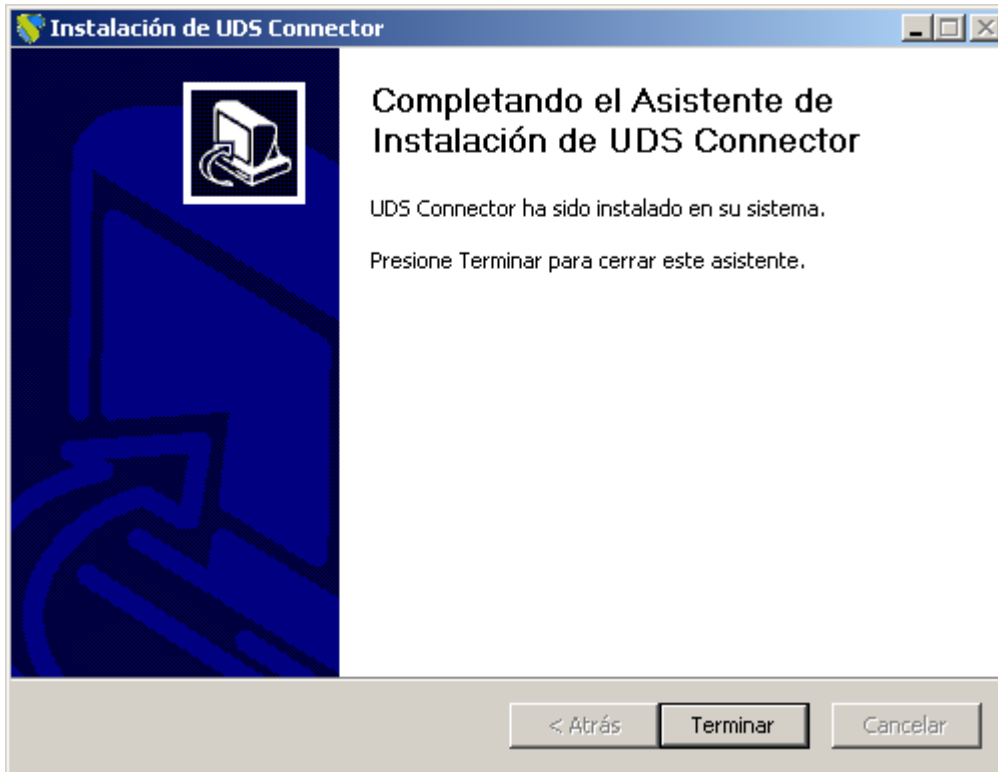 Instalación de UDS Connector
Completando el Asistente de
Instalación de UDS Connector
UDS Connector ha sido instalado en su sistema.
Presione Terminar para cerrar este asistente.
< Atrás
Terminar
Cancelar